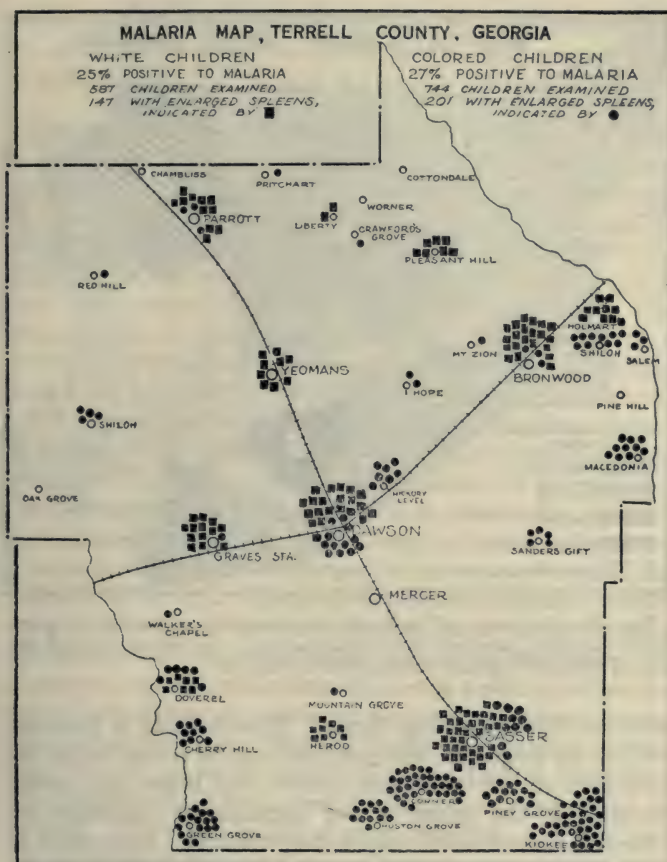 MALARIA MAP, TERRELL COUNTY, GEORGIA
WHITE CHILDREN
25% POSITIVE TO MALARIA
587 CHILDREN EXAMINED
147 WITH ENLARGED SPLEENS,
INDICATED BY
COLORED CHILDREN
27% POSITIVE TO MALARIA
744 CHILDREN EXAMINED
201 WITH ENLARGED SPLEENS,
INDICATED BY
CHAMBLISS
PRITCHART
COTTONDALE
WORNER
PARROTT
LIBERTY
CRAWFORD'S
GROVE
PLEASANT HILL
RED HILL
HOLMART
SHILOH
SALEM
MT ZION
BRONWOOD
YEOMANS
HOPE
PINE HILL
SHILOH
MACEDONIA
OAK GROVE
HICKORY
LEVEL
DAWSON
GRAVES STA.
SANDERS GIFT
MERCER
WALKER'S
CHAPEL
DOVEREL
MOUNTAIN GROVE
CHERRY HILL
HEROD
SASSER
CORNER
PINEY GROVE
HUSTON GROVE
GREEN GROVE
KIOKEE